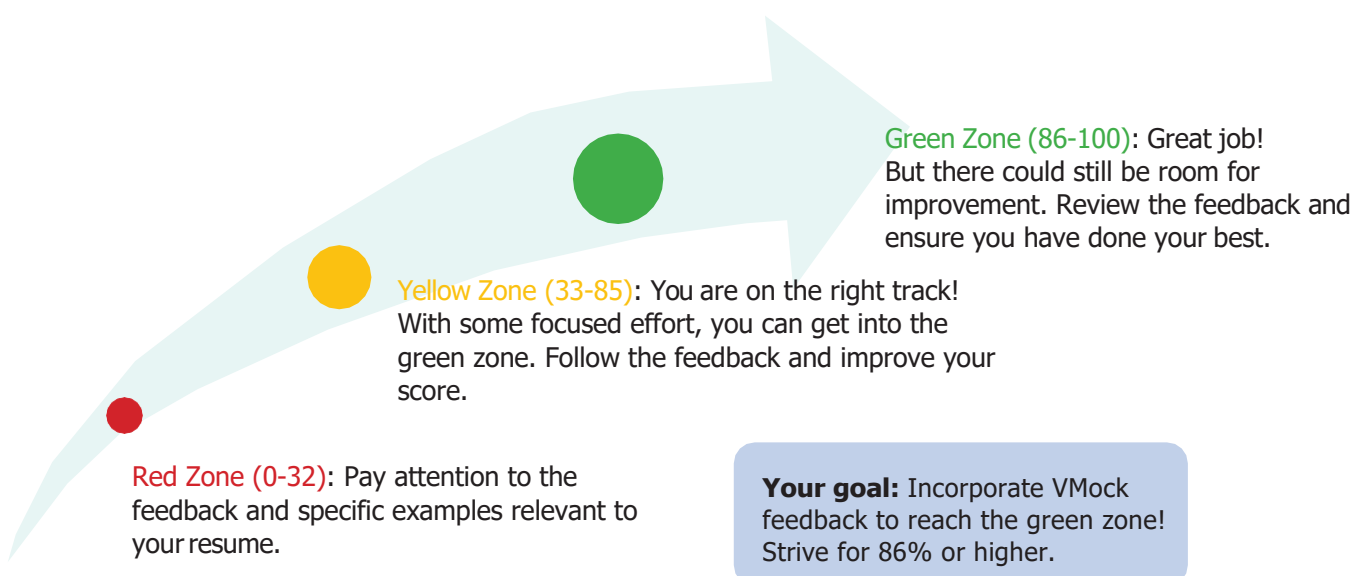 Green Zone (86-100): Great job!
But there could still be room for
improvement. Review the feedback and
ensure you have done your best.
Yellow Zone (33-85): You are on the right track!
With some focused effort, you can get into the
green zone. Follow the feedback and improve your
score.
Red Zone (0-32): Pay attention to the
feedback and specific examples relevant to
your resume.
Your goal: Incorporate VMock
feedback to reach the green zone!
Strive for 86% or higher.